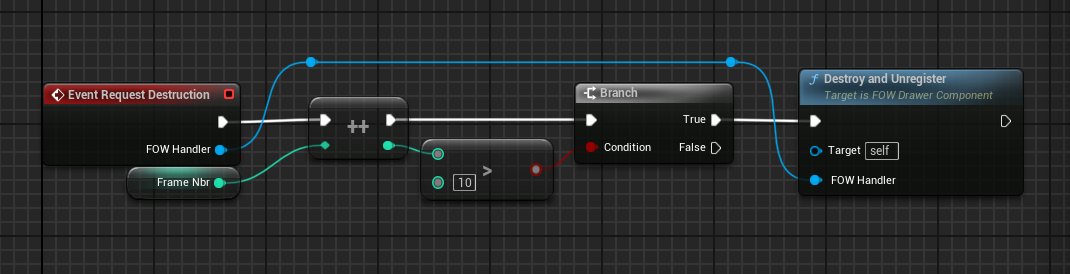 Event Request Destruction
FOW Handler
Frame Nbr
++
>
10
Branch
True
Condition
False
f Destroy and Unregister
Target is FOW Drawer Component
Target self
FOW Handler